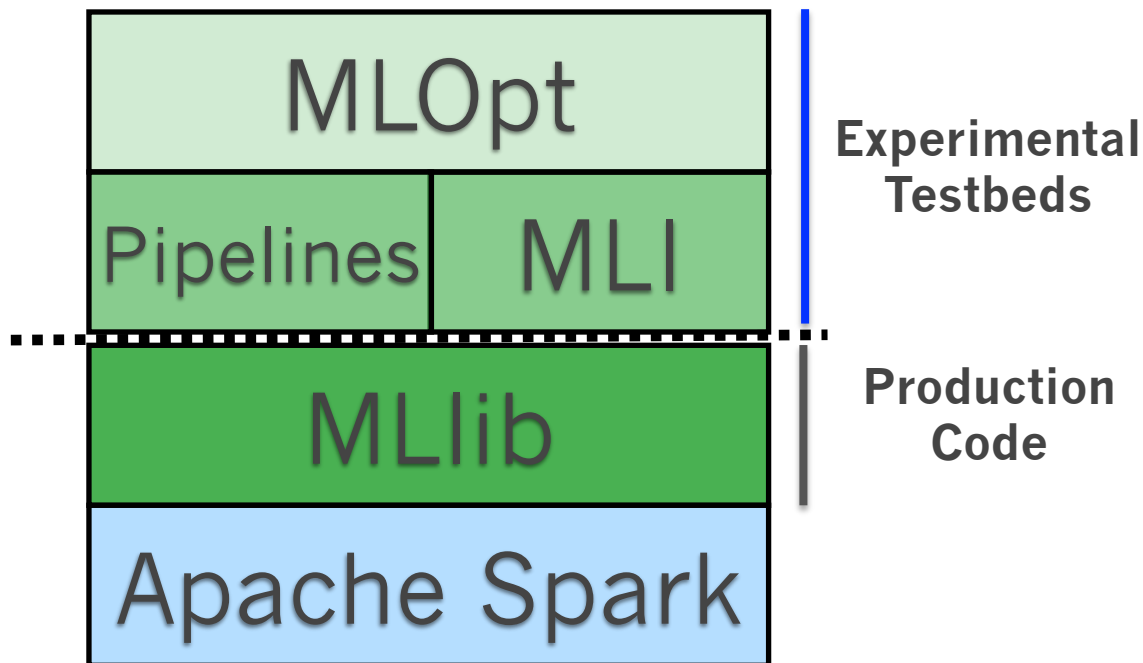 MLOpt
Experimental
Testbeds
Pipelines
MLI
MLlib
Production
Code
Apache Spark